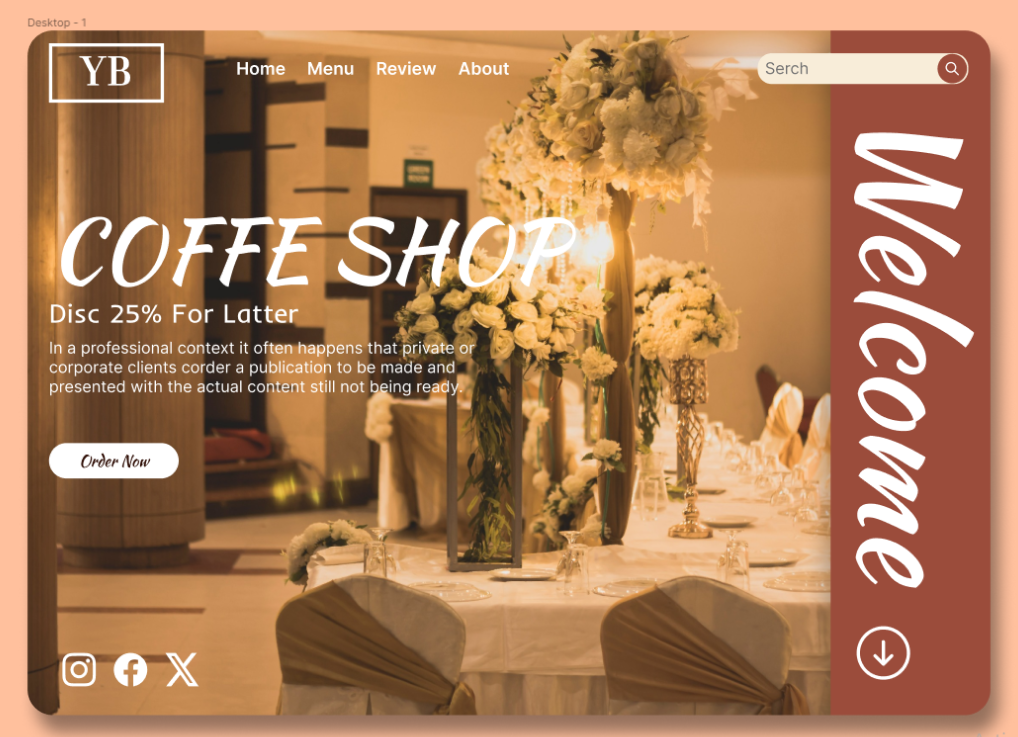 Desktop - 1
YB
Home Menu Review About
Serch
COFFE SHOP
Disc 25% For Latter
In a professional context it often happens that private or
corporate clients corder a publication to be made and
presented with the actual content still not being ready.
Order Now
Welcome